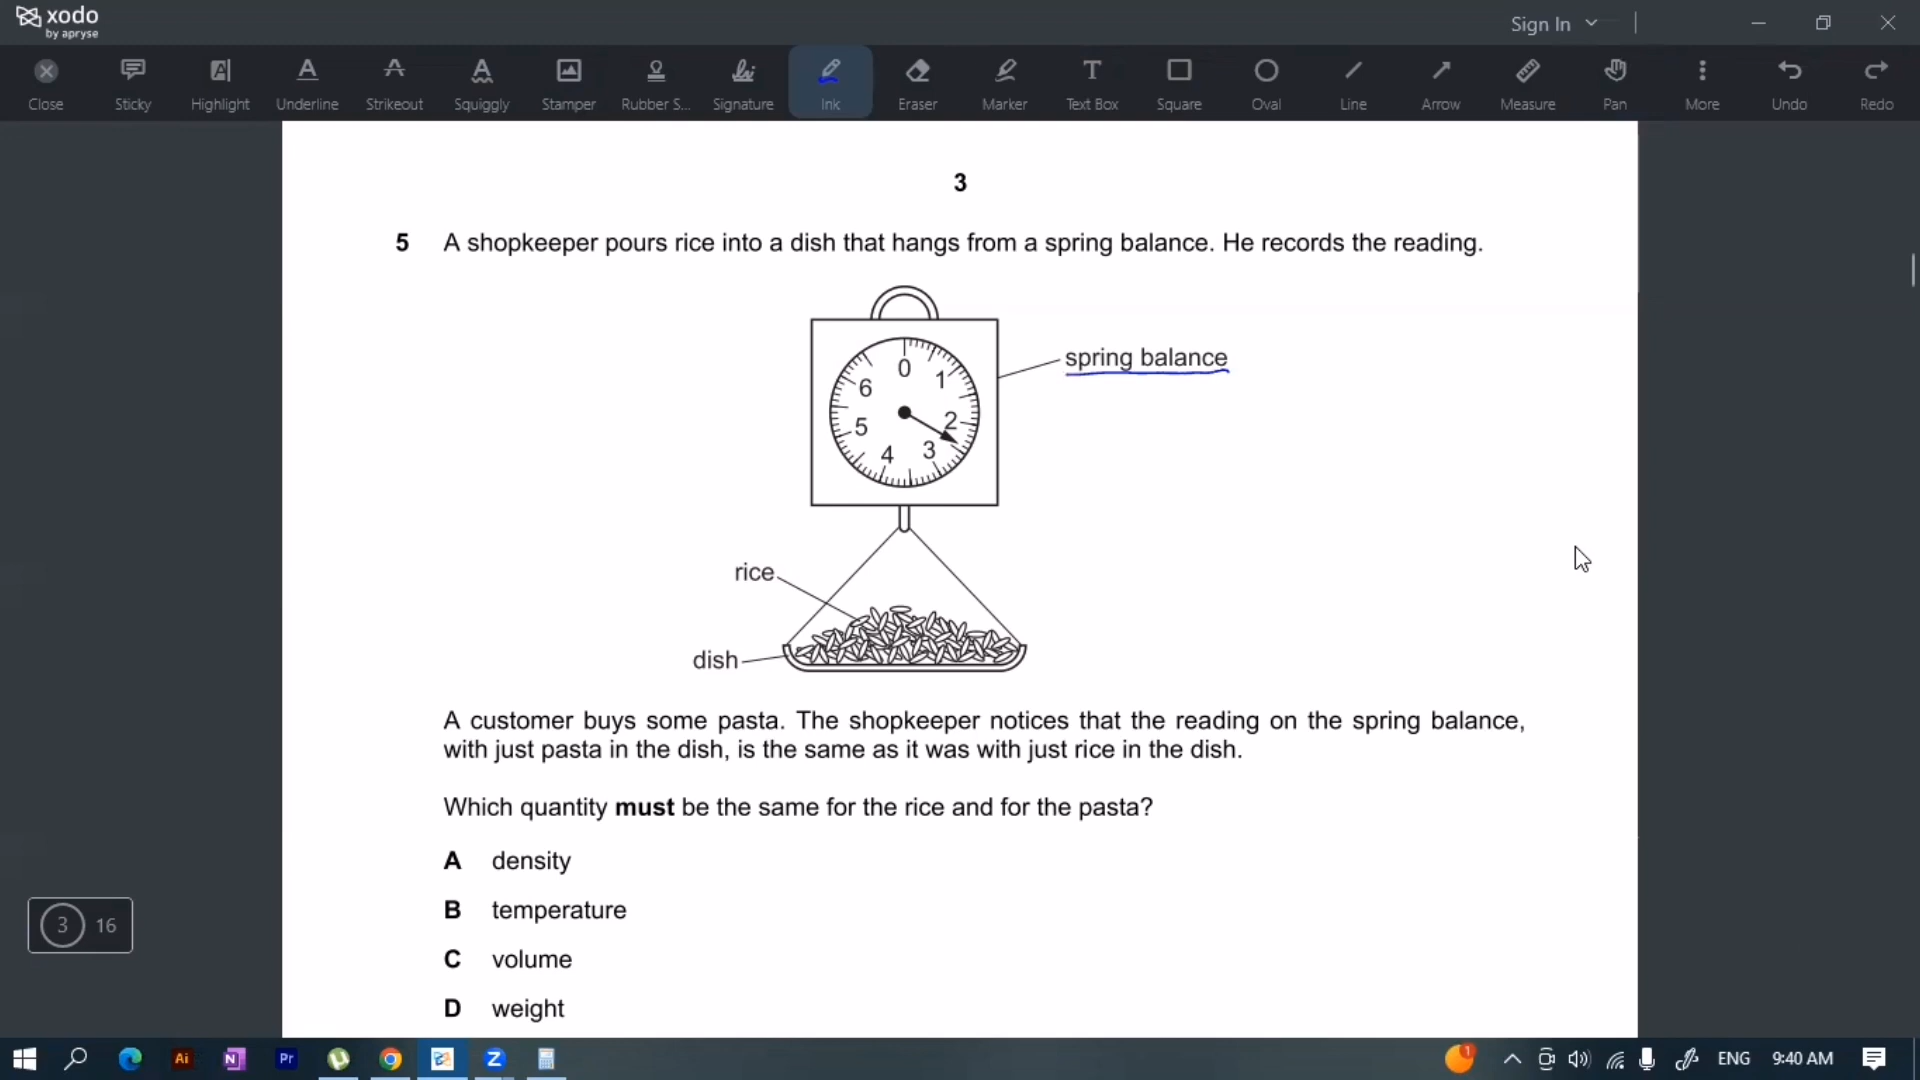 xodo
by apryse
Sign In
Close
Sticky
Highlight
Underline
Strikeout
Squiggly
Stamper
Rubber S...
Signature
Ink
Eraser
Marker
Text Box
Square
Oval
Line
Arrow
Measure
Pan
More
Undo
Redo
3
5 A shopkeeper pours rice into a dish that hangs from a spring balance. He records the reading.
0
1
2
3
4
5
6
spring balance
rice
dish
A customer buys some pasta. The shopkeeper notices that the reading on the spring balance,
with just pasta in the dish, is the same as it was with just rice in the dish.
Which quantity must be the same for the rice and for the pasta?
A density
B temperature
C volume
D weight
3 16
Ai
N
Pr
Z
1
ENG
9:40 AM